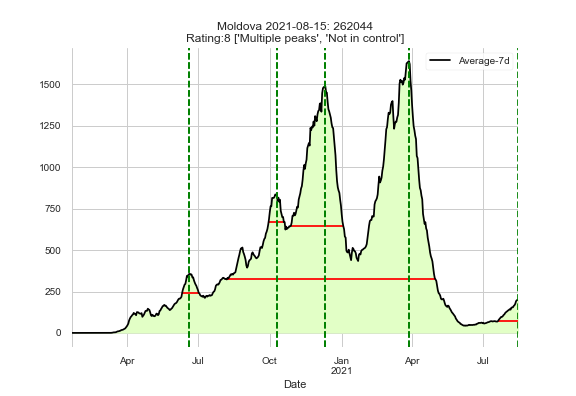 Moldova 2021-08-15: 262044
Rating:8 ['Multiple peaks', 'Not in control']
Average-7d
1500
1250
1000
750
500
250
0
Apr
Jul
Oct
Jan
2021
Apr
Jul
Date